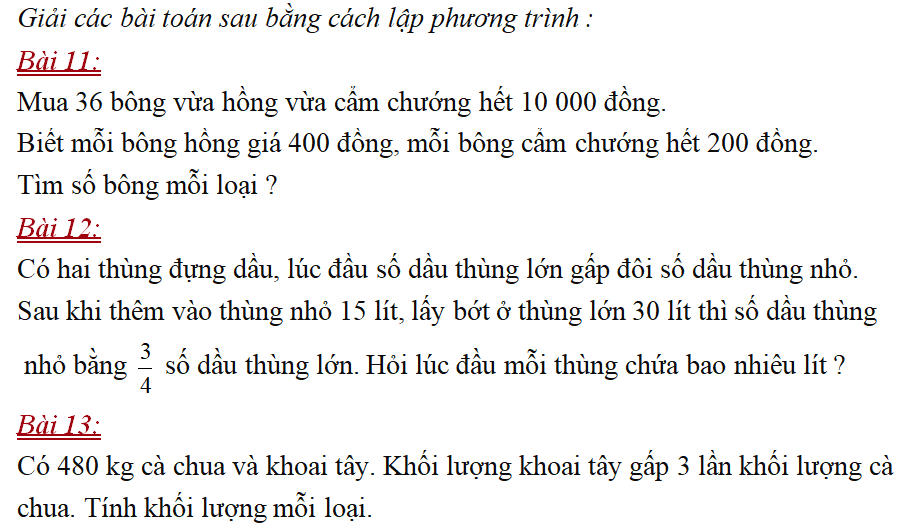 Giải các bài toán sau bằng cách lập phương trình :
Bài 11:
Mua 36 bông vừa hồng vừa cẩm chướng hết 10 000 đồng.
Biết mỗi bông hồng giá 400 đồng, mỗi bông cẩm chướng hết 200 đồng.
Tìm số bông mỗi loại ?
Bài 12:
Có hai thùng đựng dầu, lúc đầu số dầu thùng lớn gấp đôi số dầu thùng nhỏ.
Sau khi thêm vào thùng nhỏ 15 lít, lấy bớt ở thùng lớn 30 lít thì số dầu thùng
nhỏ bằng 3/4 số dầu thùng lớn. Hỏi lúc đầu mỗi thùng chứa bao nhiêu lít ?
Bài 13:
Có 480 kg cà chua và khoai tây. Khối lượng khoai tây gấp 3 lần khối lượng cà
chua. Tính khối lượng mỗi loại.